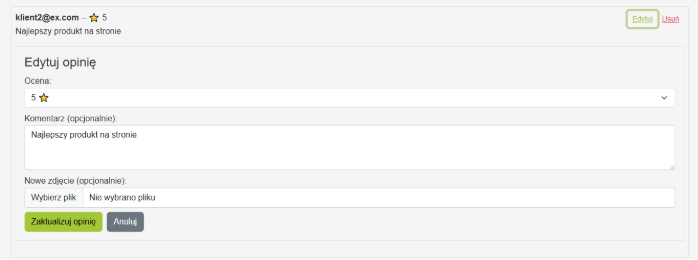 klient2@ex.com – ⭐ 5
Edytuj Usuń
Najlepszy produkt na stronie
Edytuj opinię
Ocena:
5 ⭐
Komentarz (opcjonalnie):
Najlepszy produkt na stronie
Nowe zdjęcie (opcjonalnie):
Wybierz plik Nie wybrano pliku
Zaktualizuj opinię Anuluj